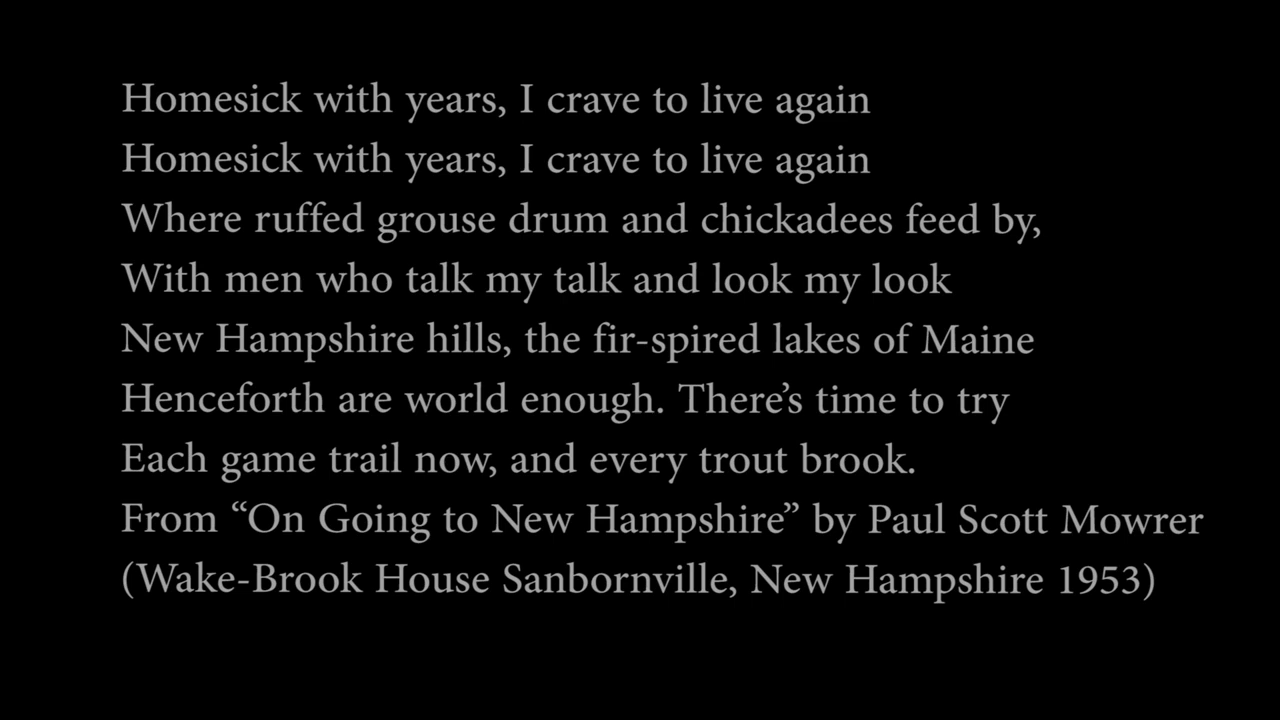 Homesick with years, I crave to live again
Homesick with years, I crave to live again
Where ruffed grouse drum and chickadees feed by,
With men who talk my talk and look my look
New Hampshire hills, the fir-spired lakes of Maine
Henceforth are world enough. There’s time to try
Each game trail now, and every trout brook.
From “On Going to New Hampshire” by Paul Scott Mowrer
(Wake-Brook House Sanbornville, New Hampshire 1953)